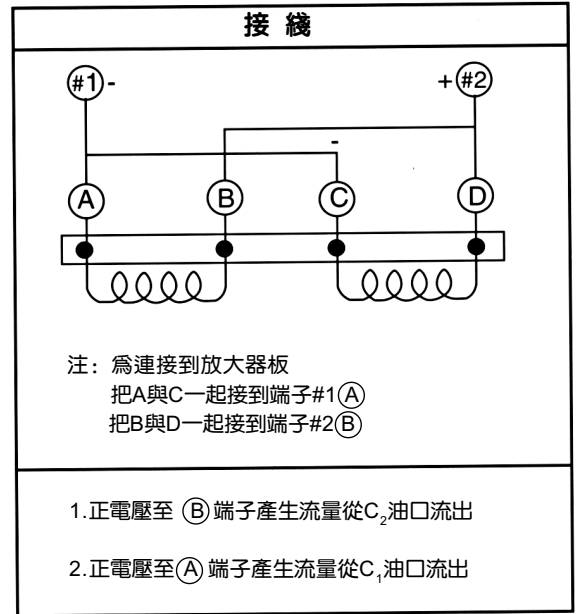 接 綫
#1 - + #2
-
A B C D
注：爲連接到放大器板
把A與C一起接到端子#1Ⓐ
把B與D一起接到端子#2Ⓑ
1.正電壓至 Ⓑ 端子產生流量從C₂油口流出
2.正電壓至Ⓐ 端子產生流量從C₁油口流出